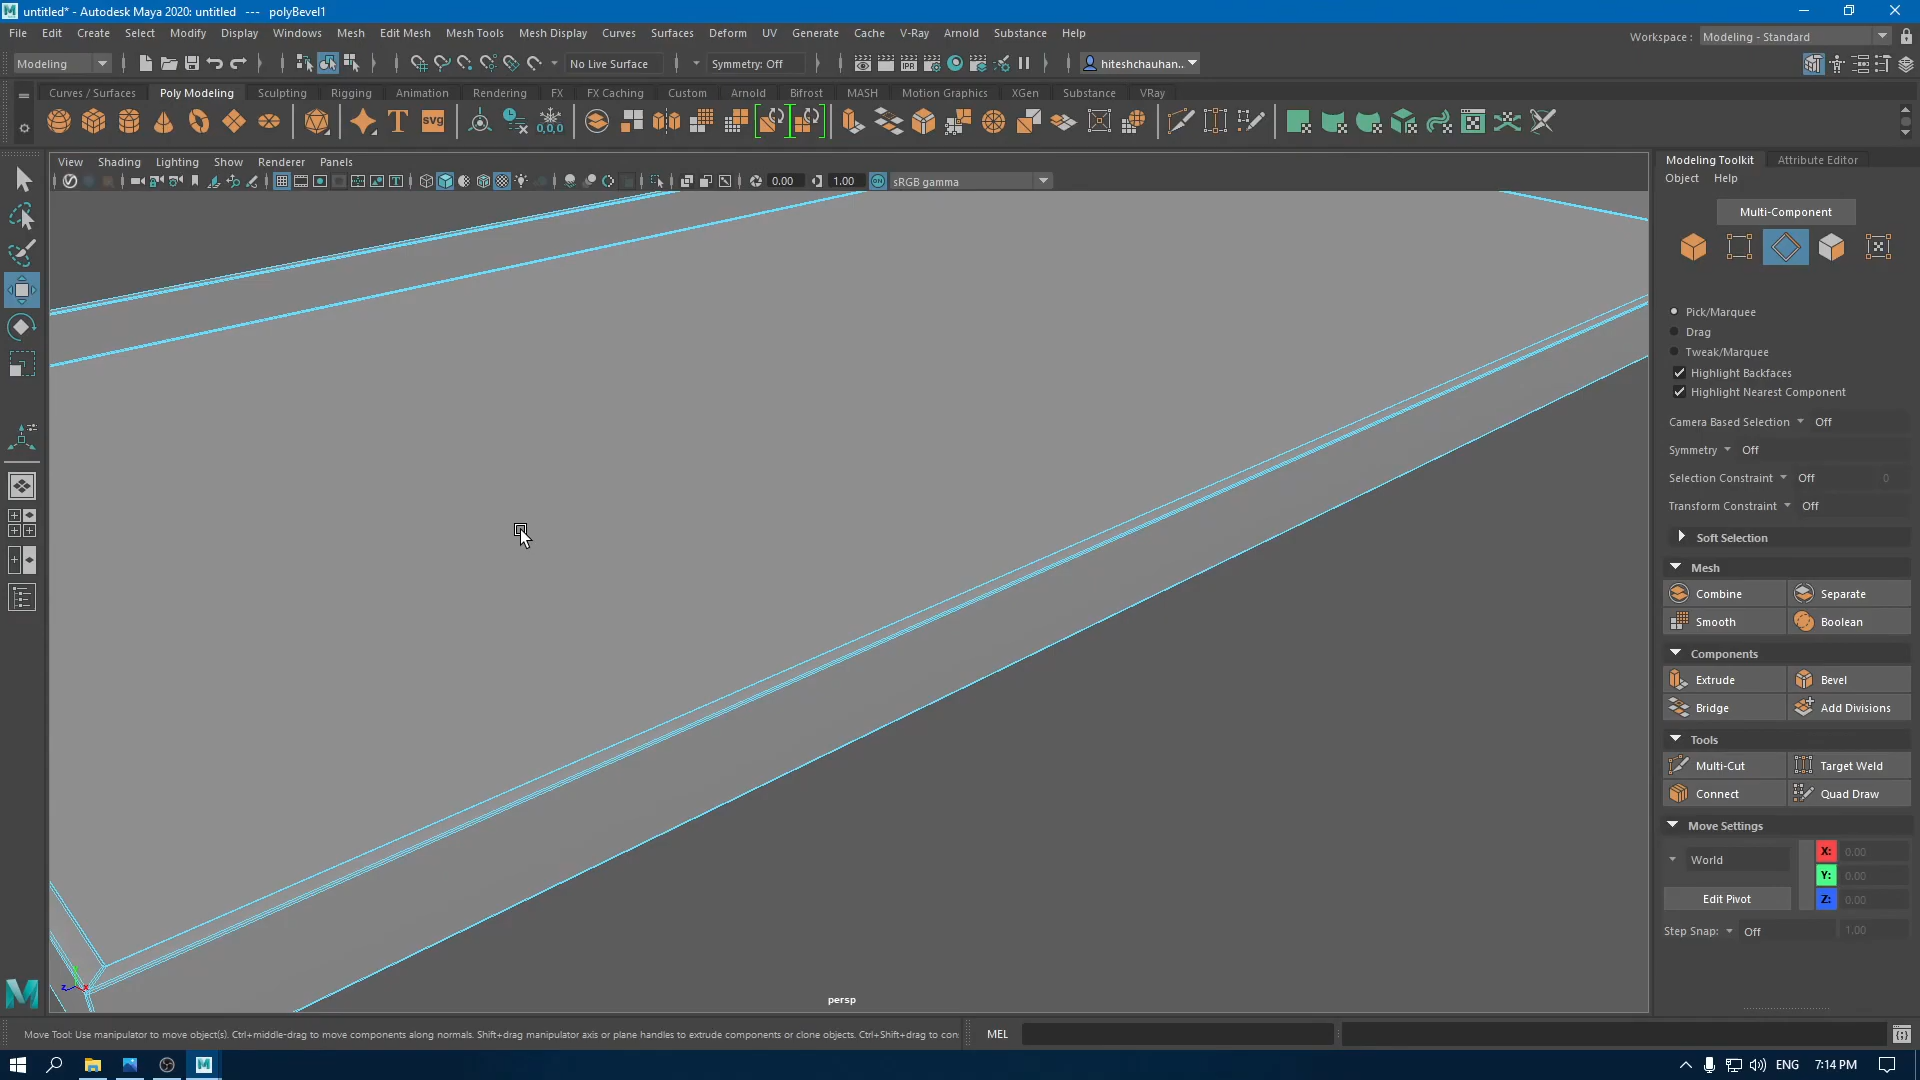 untitled* - Autodesk Maya 2020: untitled   ---   polyBevel1
File Edit Create Select Modify Display Windows Mesh Edit Mesh Mesh Tools Mesh Display Curves Surfaces Deform UV Generate Cache V-Ray Arnold Substance Help
Workspace : Modeling - Standard
Modeling No Live Surface Symmetry: Off hiteshchauhan..
Curves / Surfaces Poly Modeling Sculpting Rigging Animation Rendering FX FX Caching Custom Arnold Bifrost MASH Motion Graphics XGen Substance VRay
T svg 0,0,0
View Shading Lighting Show Renderer Panels
0.00 1.00 ON sRGB gamma
Modeling Toolkit Attribute Editor
Object Help
Multi-Component
Pick/Marquee
Drag
Tweak/Marquee
Highlight Backfaces
Highlight Nearest Component
Camera Based Selection Off
Symmetry Off
Selection Constraint Off 0
Transform Constraint Off
Soft Selection
Mesh
Combine Separate
Smooth Boolean
Components
Extrude Bevel
Bridge Add Divisions
Tools
Multi-Cut Target Weld
Connect Quad Draw
Move Settings
World X: 0.00
Y: 0.00
Edit Pivot Z: 0.00
Step Snap: Off 1.00
z x
persp
Move Tool: Use manipulator to move object(s). Ctrl+middle-drag to move components along normals. Shift+drag manipulator axis or plane handles to extrude components or clone objects. Ctrl+Shift+drag to con
MEL
ENG 7:14 PM